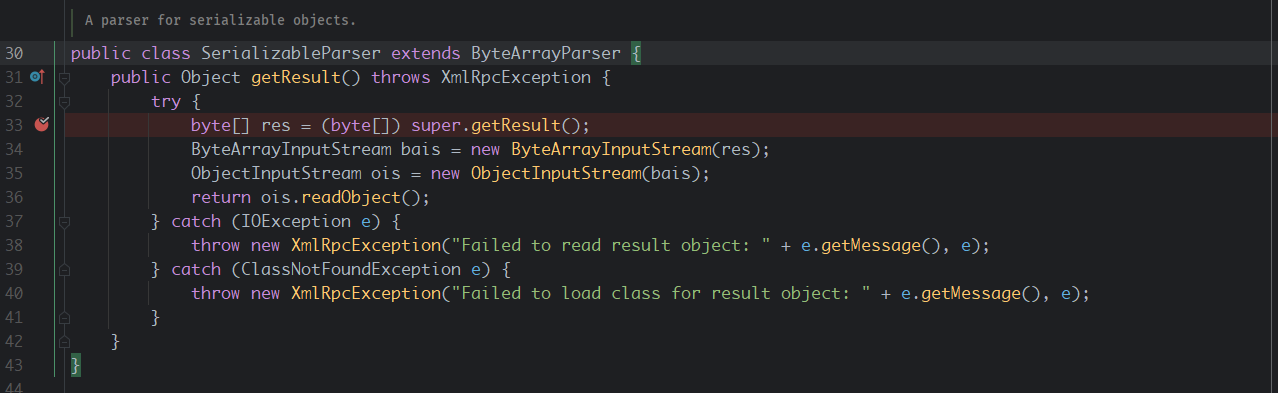 A parser for serializable objects.
30 public class SerializableParser extends ByteArrayParser {
31 public Object getResult() throws XmlRpcException {
32 try {
33 byte[] res = (byte[]) super.getResult();
34 ByteArrayInputStream bais = new ByteArrayInputStream(res);
35 ObjectInputStream ois = new ObjectInputStream(bais);
36 return ois.readObject();
37 } catch (IOException e) {
38 throw new XmlRpcException("Failed to read result object: " + e.getMessage(), e);
39 } catch (ClassNotFoundException e) {
40 throw new XmlRpcException("Failed to load class for result object: " + e.getMessage(), e);
41 }
42 }
43 }
44